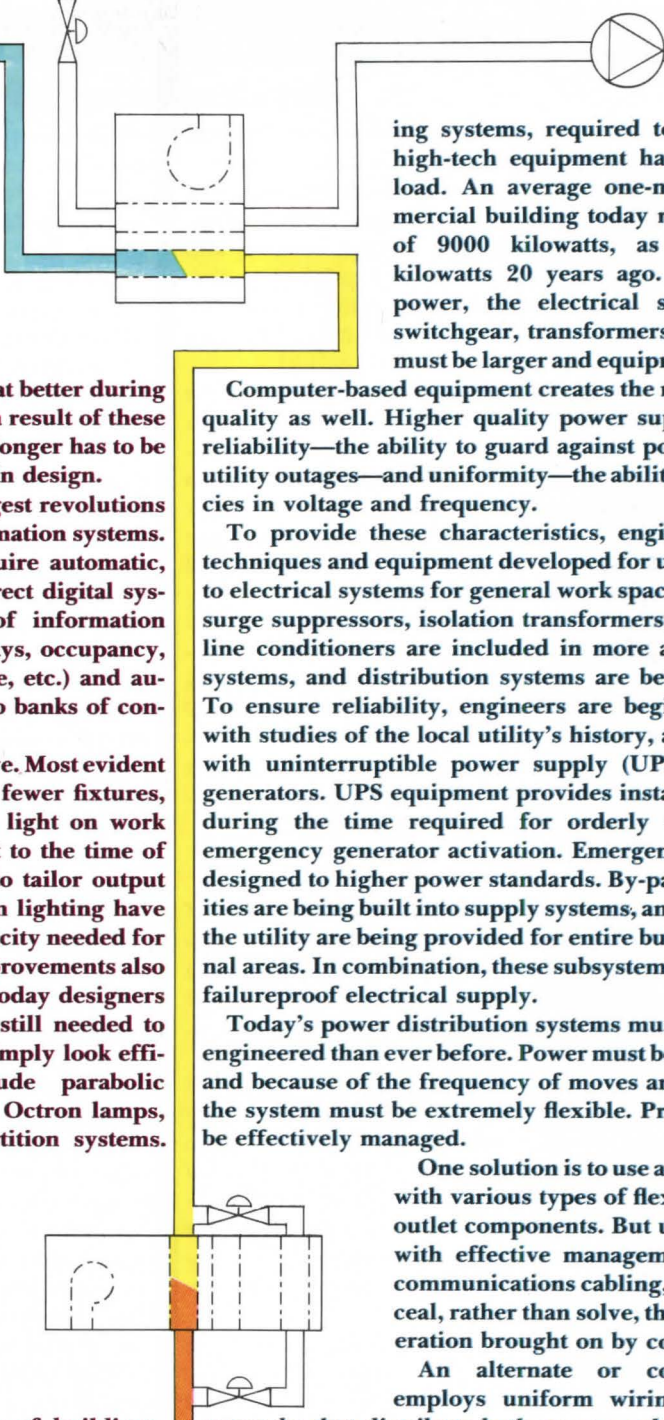 at better during
result of these
onger has to be
n design.
gest revolutions
mation systems.
uire automatic,
rect digital sys-
of information
ys, occupancy,
e, etc.) and au-
o banks of con-
e. Most evident
fewer fixtures,
light on work
t to the time of
o tailor output
n lighting have
city needed for
provements also
oday designers
still needed to
mply look effi-
ude parabolic
Octron lamps,
tition systems.
ing systems, required to
high-tech equipment ha
load. An average one-m
mercial building today r
of 9000 kilowatts, as
kilowatts 20 years ago.
power, the electrical s
switchgear, transformers
must be larger and equipm
Computer-based equipment creates the n
quality as well. Higher quality power sup
reliability—the ability to guard against po
utility outages—and uniformity—the abilit
cies in voltage and frequency.
To provide these characteristics, engi
techniques and equipment developed for u
to electrical systems for general work spac
surge suppressors, isolation transformers
line conditioners are included in more a
systems, and distribution systems are be
To ensure reliability, engineers are begi
with studies of the local utility's history, a
with uninterruptible power supply (UP
generators. UPS equipment provides insta
during the time required for orderly
emergency generator activation. Emergen
designed to higher power standards. By-pa
ities are being built into supply systems, an
the utility are being provided for entire bu
nal areas. In combination, these subsystem
failureproof electrical supply.
Today's power distribution systems mu
engineered than ever before. Power must be
and because of the frequency of moves an
the system must be extremely flexible. Pr
be effectively managed.
One solution is to use a
with various types of flex
outlet components. But u
with effective managem
communications cabling,
ceal, rather than solve, th
eration brought on by co
An alternate or co
employs uniform wirin